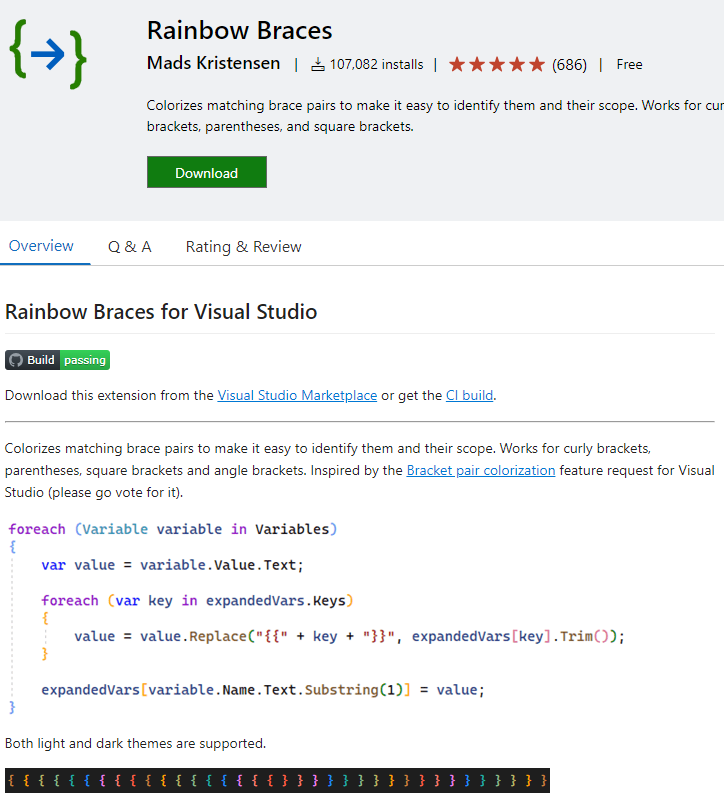 Rainbow Braces
Mads Kristensen | 107,082 installs | (686) | Free
Colorizes matching brace pairs to make it easy to identify them and their scope. Works for cur
brackets, parentheses, and square brackets.
Download
Overview Q & A Rating & Review
Rainbow Braces for Visual Studio
Build passing
Download this extension from the Visual Studio Marketplace or get the CI build.
Colorizes matching brace pairs to make it easy to identify them and their scope. Works for curly brackets,
parentheses, square brackets and angle brackets. Inspired by the Bracket pair colorization feature request for Visual
Studio (please go vote for it).
foreach (Variable variable in Variables)
{
var value = variable.Value.Text;
foreach (var key in expandedVars.Keys)
{
value = value.Replace("{{" + key + "}}", expandedVars[key].Trim());
}
expandedVars[variable.Name.Text.Substring(1)] = value;
}
Both light and dark themes are supported.
{ { { { { { { { { { { { { { { { { { } } } } } } } } } } } } } } } } } }